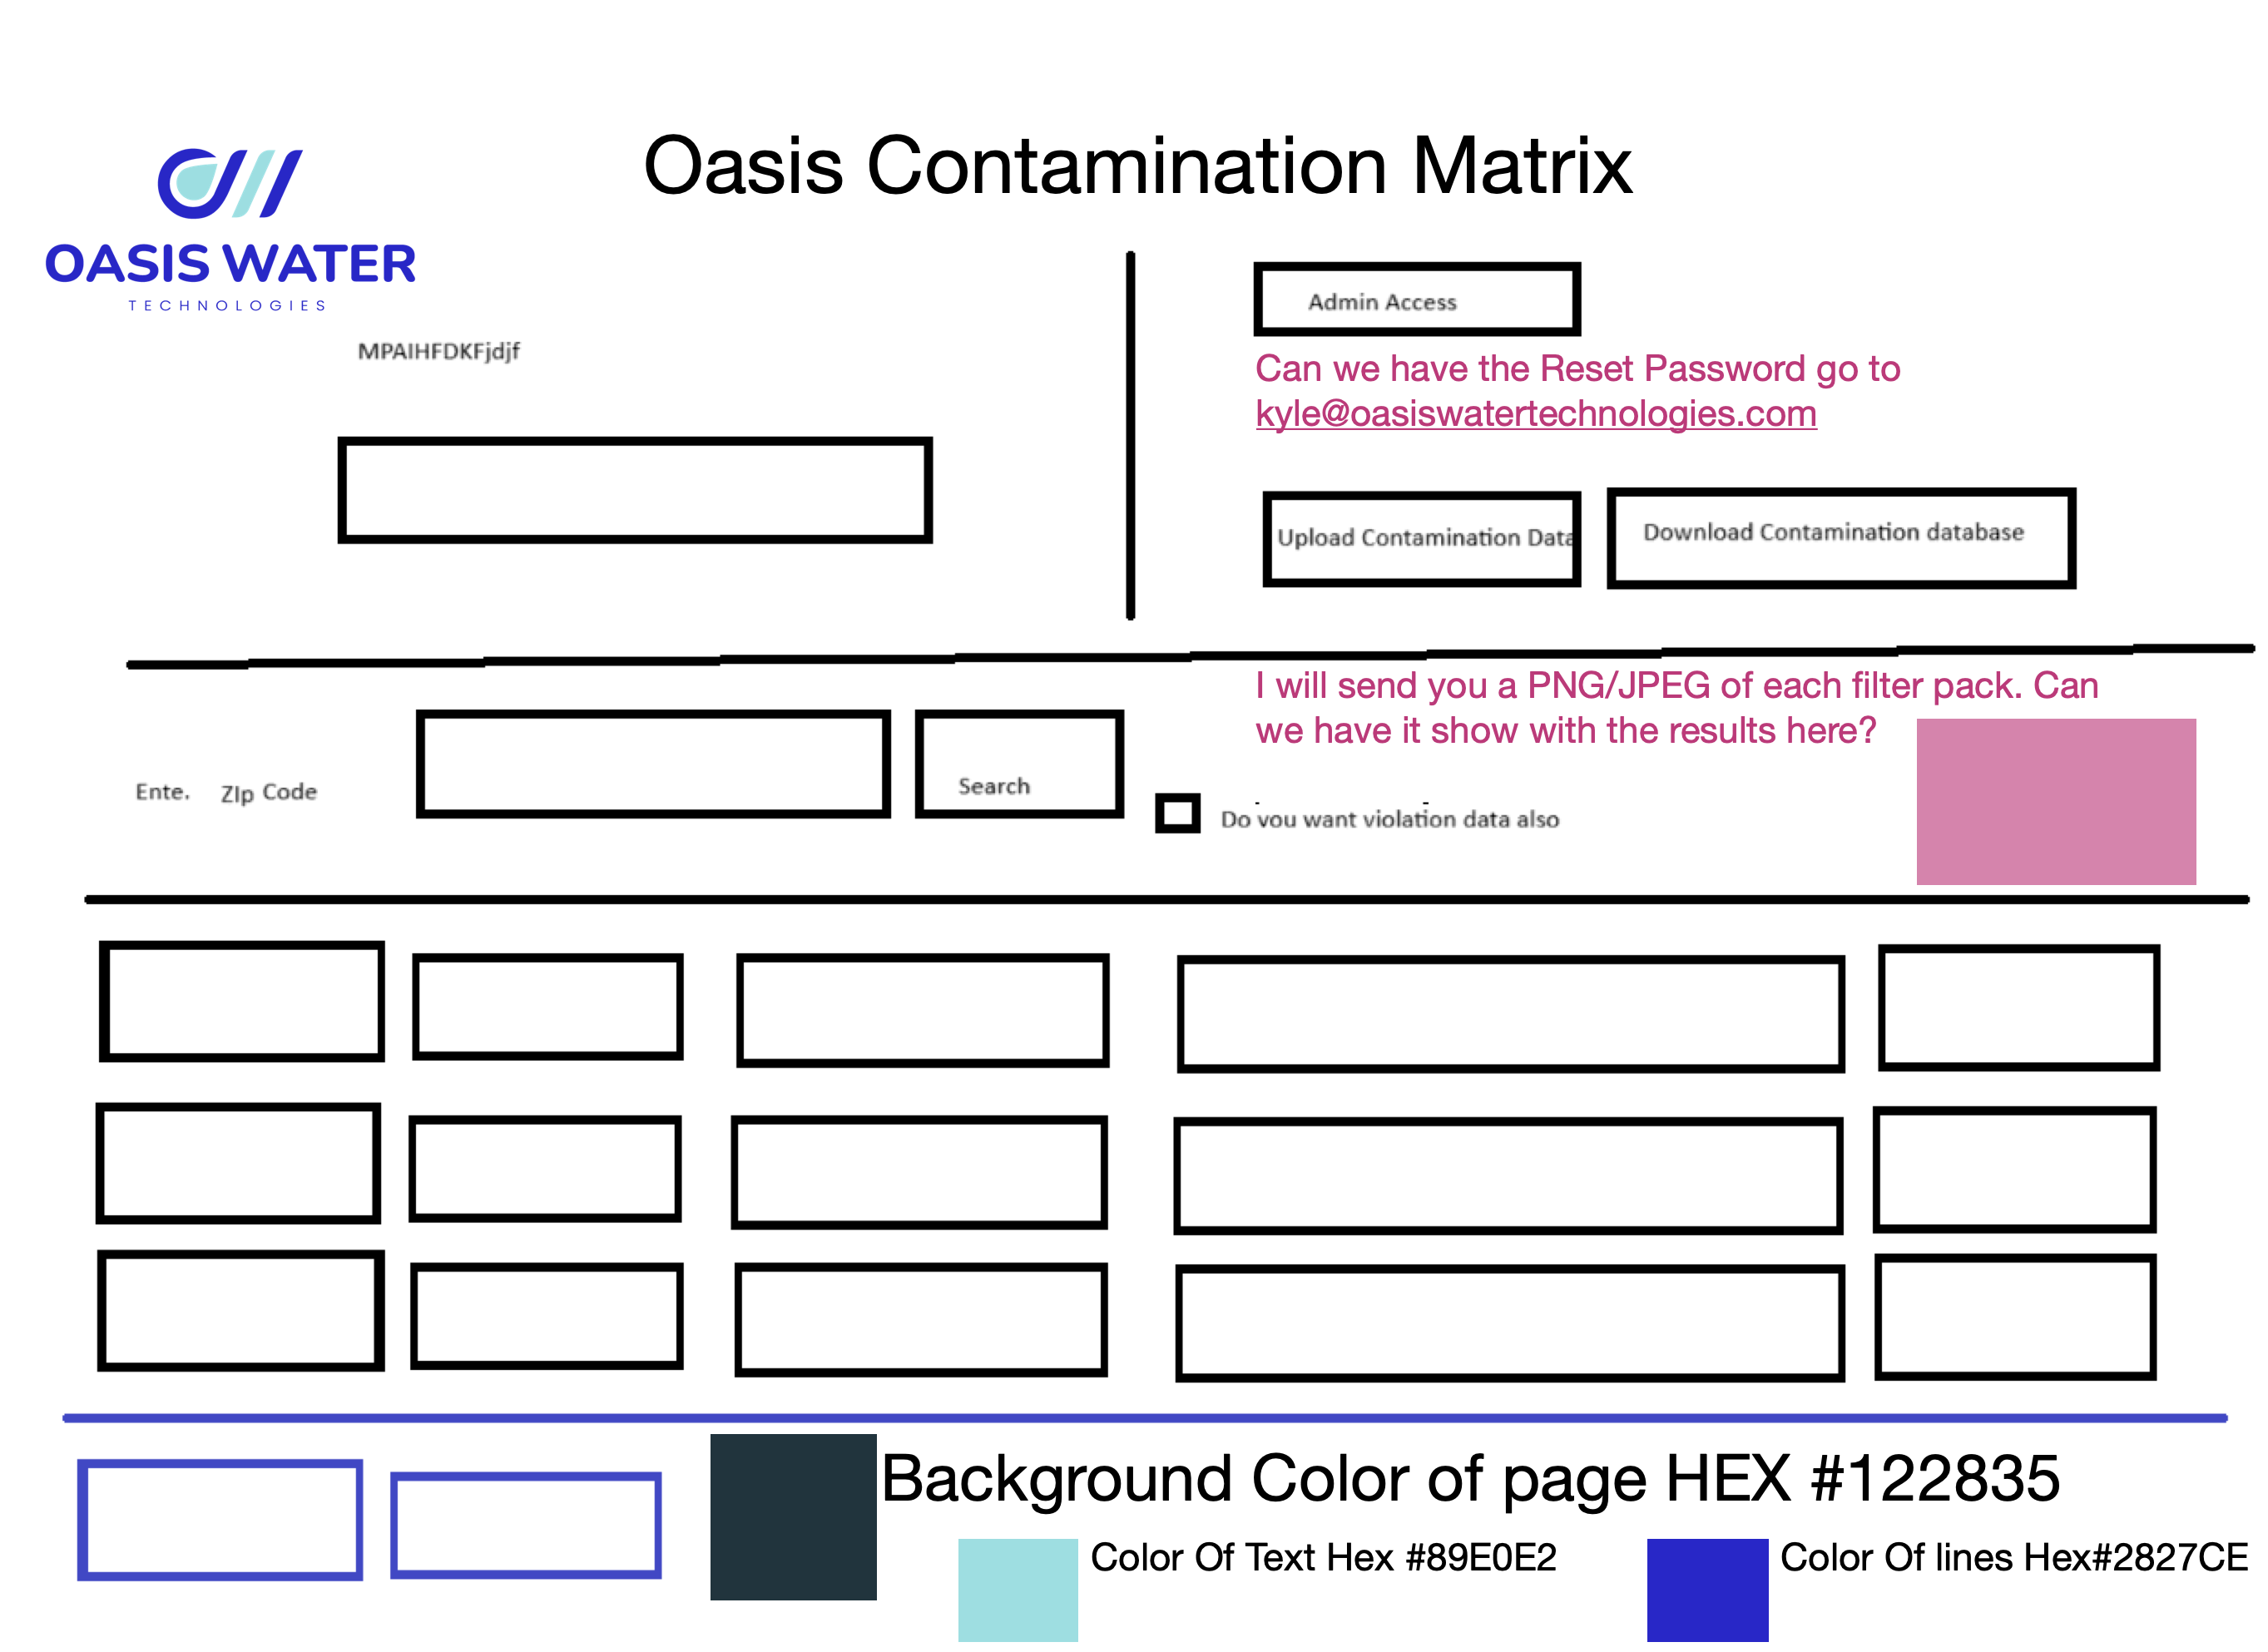 Oasis Contamination Matrix
OASIS WATER
TECHNOLOGIES
MPAIHFDKFjdjf
Admin Access
Can we have the Reset Password go to
kyle@oasiswatertechnologies.com
Upload Contamination Data
Download Contamination database
I will send you a PNG/JPEG of each filter pack. Can
we have it show with the results here?
Ente. ZIp Code
Search
Do you want violation data also
Background Color of page HEX #122835
Color Of Text Hex #89E0E2
Color Of lines Hex#2827CE